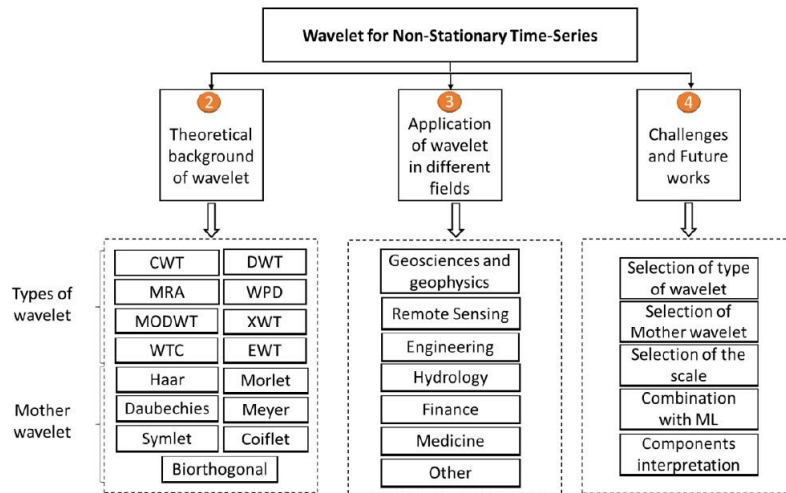 Wavelet for Non-Stationary Time-Series
2
Theoretical
background
of wavelet
3
Application
of wavelet
in different
fields
4
Challenges
and Future
works
Types of
wavelet
CWT
DWT
MRA
WPD
MODWT
XWT
WTC
EWT
Mother
wavelet
Haar
Morlet
Daubechies
Meyer
Symlet
Coiflet
Biorthogonal
Geosciences and
geophysics
Remote Sensing
Engineering
Hydrology
Finance
Medicine
Other
Selection of type
of wavelet
Selection of
Mother wavelet
Selection of the
scale
Combination
with ML
Components
interpretation